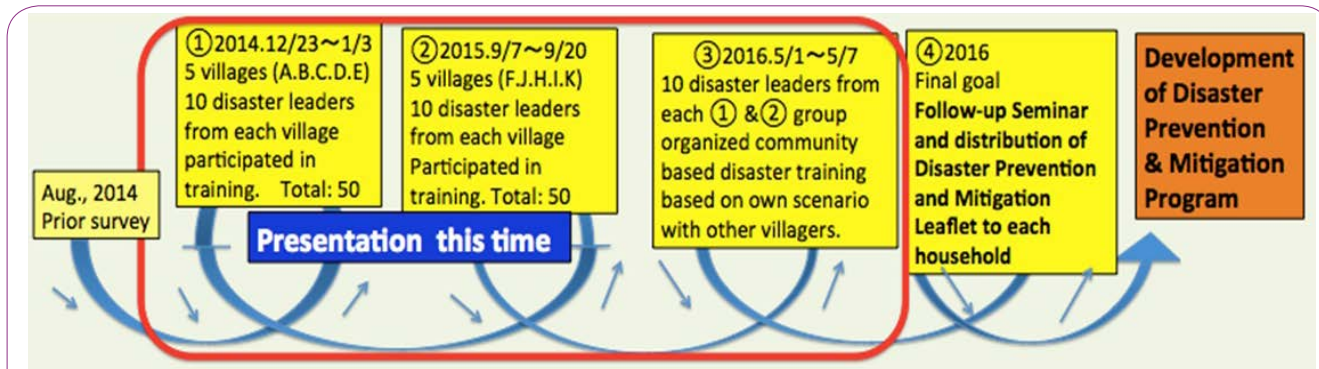 Aug., 2014
Prior survey
①2014.12/23～1/3
5 villages (A.B.C.D.E)
10 disaster leaders
from each village
participated in
training. Total: 50
②2015.9/7～9/20
5 villages (F.J.H.I.K)
10 disaster leaders
from each village
Participated in
training. Total: 50
Presentation this time
③2016.5/1～5/7
10 disaster leaders from
each ① &② group
organized community
based disaster training
based on own scenario
with other villagers.
④2016
Final goal
Follow-up Seminar
and distribution of
Disaster Prevention
and Mitigation
Leaflet to each
household
Development
of Disaster
Prevention
& Mitigation
Program